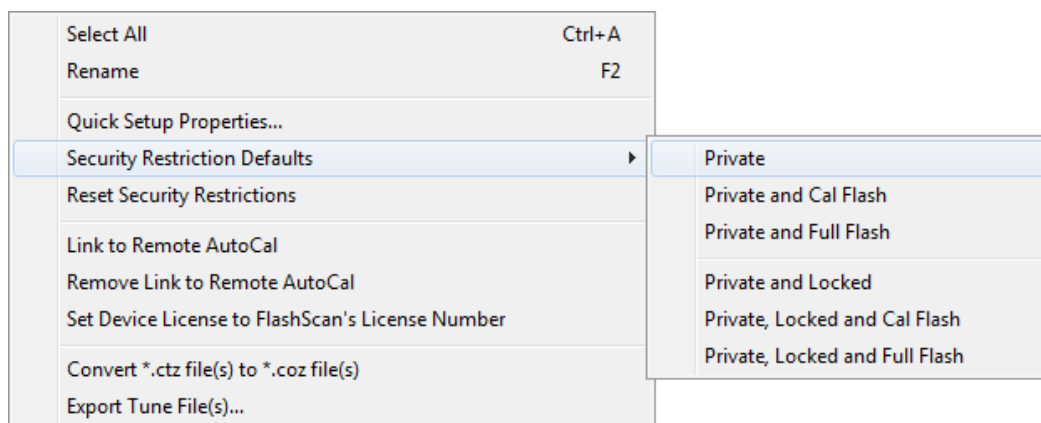 Select All Ctrl+A
Rename F2
Quick Setup Properties...
Security Restriction Defaults
Reset Security Restrictions
Link to Remote AutoCal
Remove Link to Remote AutoCal
Set Device License to FlashScan's License Number
Convert *.ctz file(s) to *.coz file(s)
Export Tune File(s)...
Private
Private and Cal Flash
Private and Full Flash
Private and Locked
Private, Locked and Cal Flash
Private, Locked and Full Flash